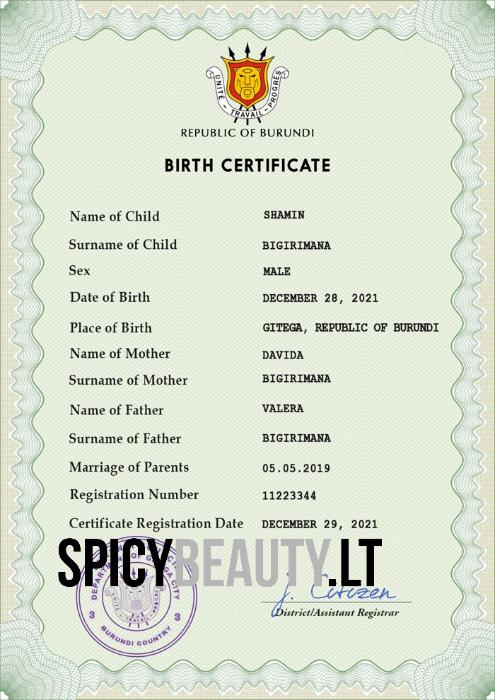 UNITE TRAVAIL PROGRES
REPUBLIC OF BURUNDI
BIRTH CERTIFICATE
Name of Child SHAMIN
Surname of Child BIGIRIMANA
Sex MALE
Date of Birth DECEMBER 28, 2021
Place of Birth GITEGA, REPUBLIC OF BURUNDI
Name of Mother DAVIDA
Surname of Mother BIGIRIMANA
Name of Father VALERA
Surname of Father BIGIRIMANA
Marriage of Parents 05.05.2019
Registration Number 11223344
Certificate Registration Date DECEMBER 29, 2021
SPICYBEAUTY.LT
J. Citizen
District/Assistant Registrar
CITY
3 3
BURUNDI COUNTRY